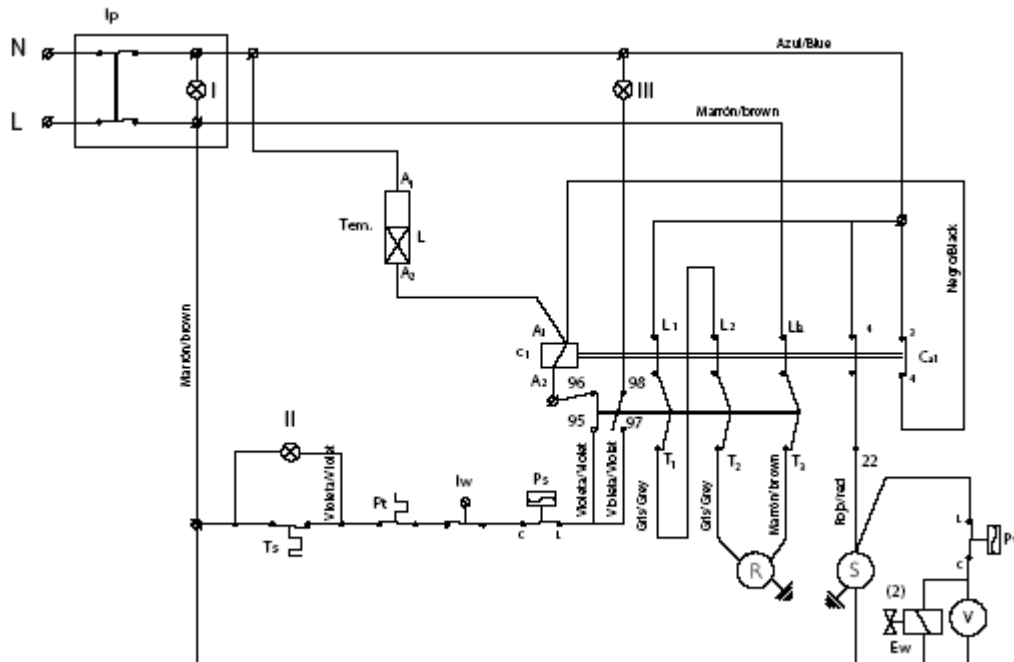 Ip
N
Azul/Blue
I
III
L
Marrón/brown
A1
Tem.
L
A2
Negro/Black
Marrón/brown
L1
L2
4
2
A1
c1
Ca1
A2
96
98
4
95
97
II
T1
T2
T3
22
Violeta/Violet
Violeta/Violet
Violeta/Violet
Gris/Grey
Gris/Grey
Marrón/brown
Rojo/red
Pt
Iw
Ps
Ts
C
L
L
C
R
S
(2)
V
Ew